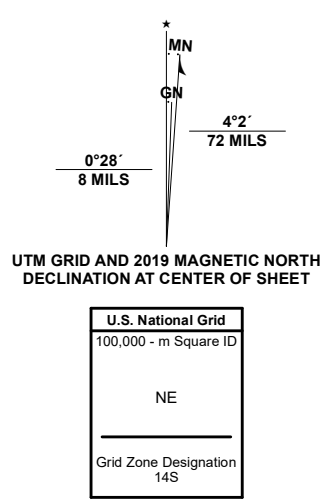 ★
MN
GN
4°2´
72 MILS
0°28´
8 MILS
UTM GRID AND 2019 MAGNETIC NORTH
DECLINATION AT CENTER OF SHEET
U.S. National Grid
100,000 - m Square ID
NE
Grid Zone Designation
14S